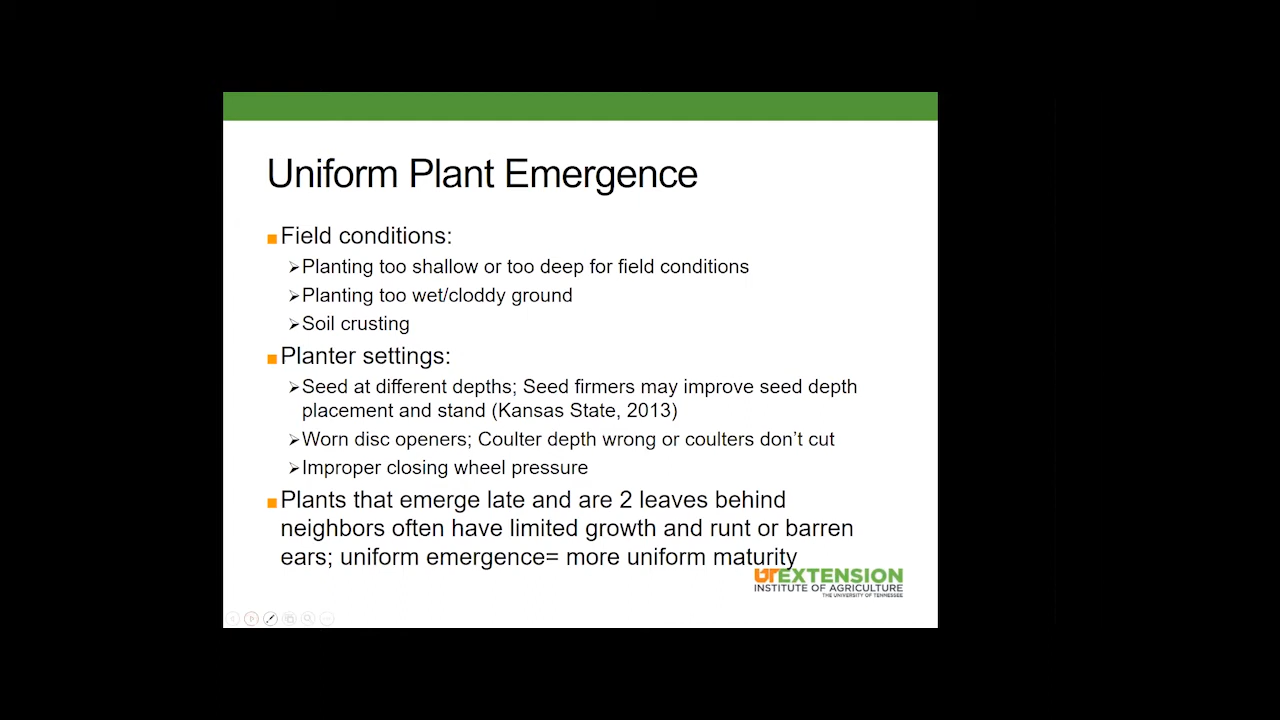 Uniform Plant Emergence
Field conditions:
Planting too shallow or too deep for field conditions
Planting too wet/cloddy ground
Soil crusting
Planter settings:
Seed at different depths; Seed firmers may improve seed depth
placement and stand (Kansas State, 2013)
Worn disc openers; Coulter depth wrong or coulters don’t cut
Improper closing wheel pressure
Plants that emerge late and are 2 leaves behind
neighbors often have limited growth and runt or barren
ears; uniform emergence= more uniform maturity
UT EXTENSION
INSTITUTE OF AGRICULTURE
THE UNIVERSITY OF TENNESSEE